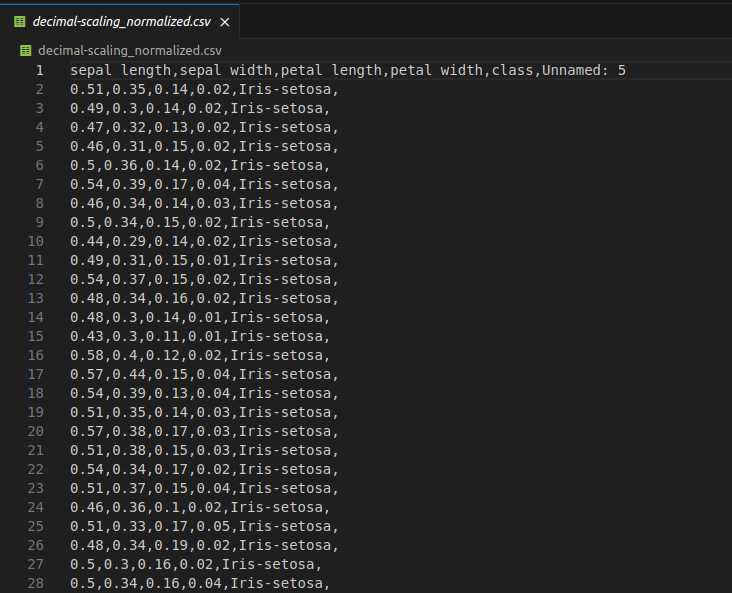 decimal-scaling_normalized.csv ×
decimal-scaling_normalized.csv
1 sepal length,sepal width,petal length,petal width,class,Unnamed: 5
2 0.51,0.35,0.14,0.02,Iris-setosa,
3 0.49,0.3,0.14,0.02,Iris-setosa,
4 0.47,0.32,0.13,0.02,Iris-setosa,
5 0.46,0.31,0.15,0.02,Iris-setosa,
6 0.5,0.36,0.14,0.02,Iris-setosa,
7 0.54,0.39,0.17,0.04,Iris-setosa,
8 0.46,0.34,0.14,0.03,Iris-setosa,
9 0.5,0.34,0.15,0.02,Iris-setosa,
10 0.44,0.29,0.14,0.02,Iris-setosa,
11 0.49,0.31,0.15,0.01,Iris-setosa,
12 0.54,0.37,0.15,0.02,Iris-setosa,
13 0.48,0.34,0.16,0.02,Iris-setosa,
14 0.48,0.3,0.14,0.01,Iris-setosa,
15 0.43,0.3,0.11,0.01,Iris-setosa,
16 0.58,0.4,0.12,0.02,Iris-setosa,
17 0.57,0.44,0.15,0.04,Iris-setosa,
18 0.54,0.39,0.13,0.04,Iris-setosa,
19 0.51,0.35,0.14,0.03,Iris-setosa,
20 0.57,0.38,0.17,0.03,Iris-setosa,
21 0.51,0.38,0.15,0.03,Iris-setosa,
22 0.54,0.34,0.17,0.02,Iris-setosa,
23 0.51,0.37,0.15,0.04,Iris-setosa,
24 0.46,0.36,0.1,0.02,Iris-setosa,
25 0.51,0.33,0.17,0.05,Iris-setosa,
26 0.48,0.34,0.19,0.02,Iris-setosa,
27 0.5,0.3,0.16,0.02,Iris-setosa,
28 0.5,0.34,0.16,0.04,Iris-setosa,